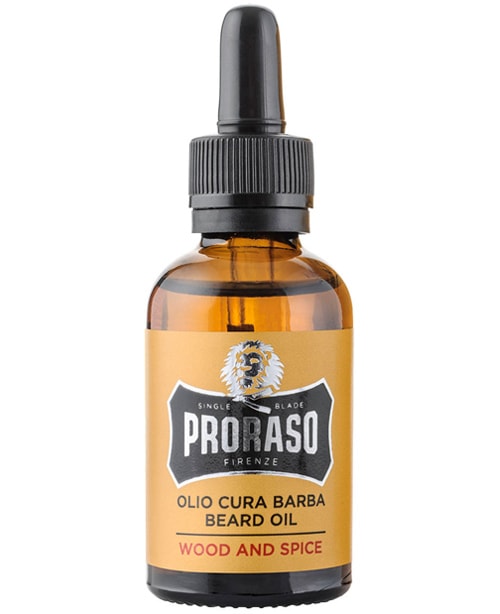 SINGLE BLADE
PRORASO
FIRENZE
OLIO CURA BARBA
BEARD OIL
WOOD AND SPICE